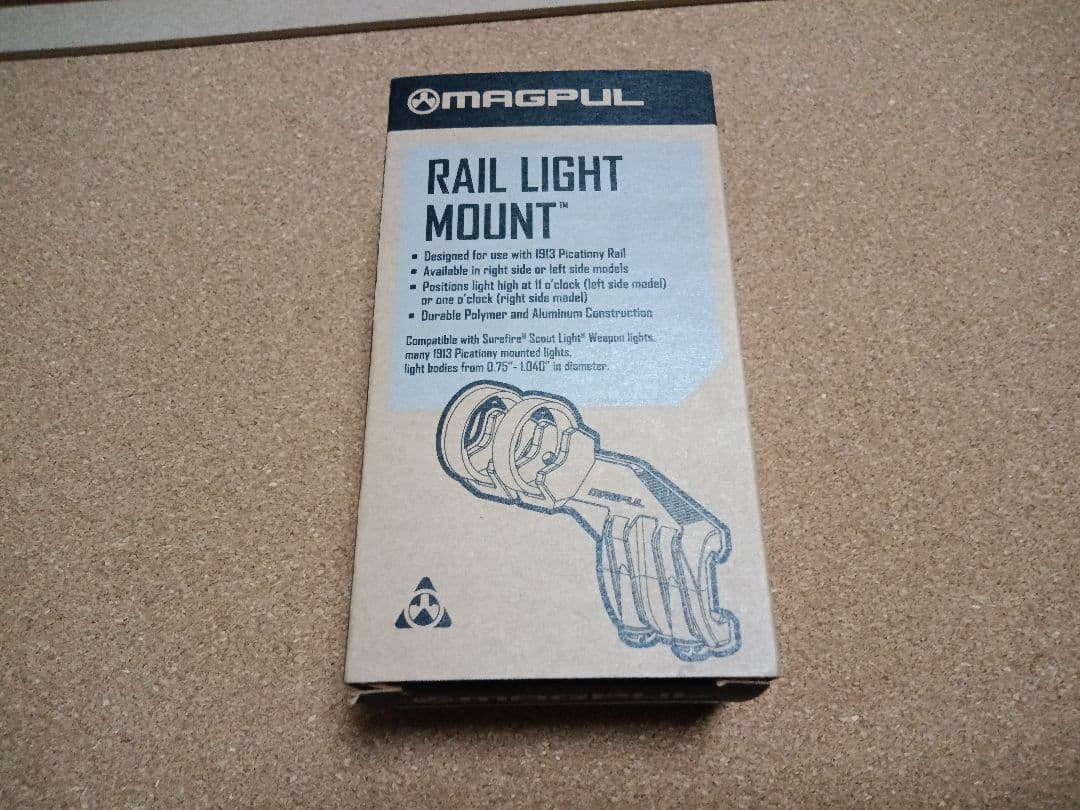 MAGPUL
RAIL LIGHT
MOUNT™
▪ Designed for use with 1913 Picatinny Rail
▪ Available in right side or left side models
▪ Positions light high at 11 o'clock (left side model)
or one o'clock (right side model)
▪ Durable Polymer and Aluminum Construction
Compatible with Surefire® Scout Light® Weapon lights,
many 1913 Picatinny mounted lights,
light bodies from 0.75"- 1.040" in diameter.
MAGPUL